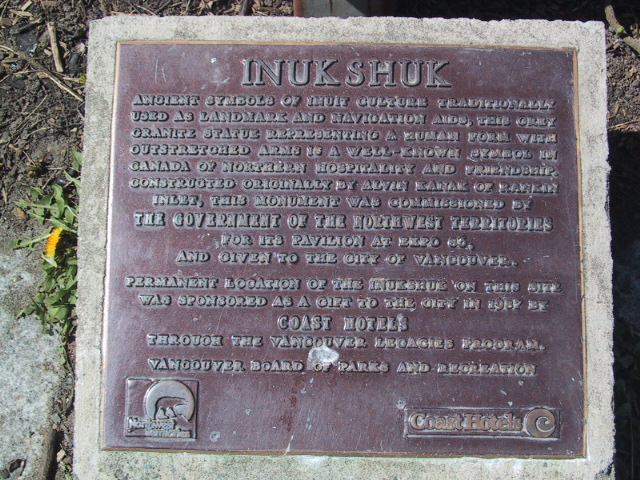 INUKSHUK
ANCIENT SYMBOLS OF INUIT CULTURE TRADITIONALLY
USED AS LANDMARK AND NAVIGATION AIDS, THIS GREY
GRANITE STATUE REPRESENTING A HUMAN FORM WITH
OUTSTRETCHED ARMS IS A WELL-KNOWN SYMBOL IN
CANADA OF NORTHERN HOSPITALITY AND FRIENDSHIP.
CONSTRUCTED ORIGINALLY BY ALVIN KANAK OF RANKIN
INLET, THIS MONUMENT WAS COMMISSIONED BY
THE GOVERNMENT OF THE NORTHWEST TERRITORIES
FOR ITS PAVILION AT EXPO 86,
AND GIVEN TO THE CITY OF VANCOUVER.
PERMANENT LOCATION OF THE INUKSHUK ON THIS SITE
WAS SPONSORED AS A GIFT TO THE CITY IN 1987 BY
COAST HOTELS
THROUGH THE VANCOUVER LEGACIES PROGRAM.
VANCOUVER BOARD OF PARKS AND RECREATION
Northwest
Territories
Coast Hotels